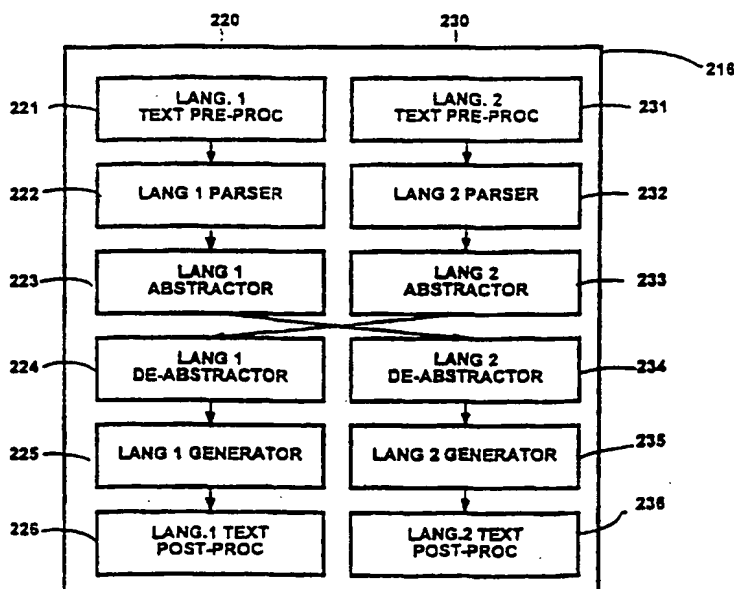 220 230
216
221 LANG. 1 LANG. 2 231
TEXT PRE-PROC TEXT PRE-PROC
222 LANG 1 PARSER LANG 2 PARSER 232
223 LANG 1 LANG 2 233
ABSTRACTOR ABSTRACTOR
224 LANG 1 LANG 2 234
DE-ABSTRACTOR DE-ABSTRACTOR
225 LANG 1 GENERATOR LANG 2 GENERATOR 235
226 LANG.1 TEXT LANG.2 TEXT 236
POST-PROC POST-PROC